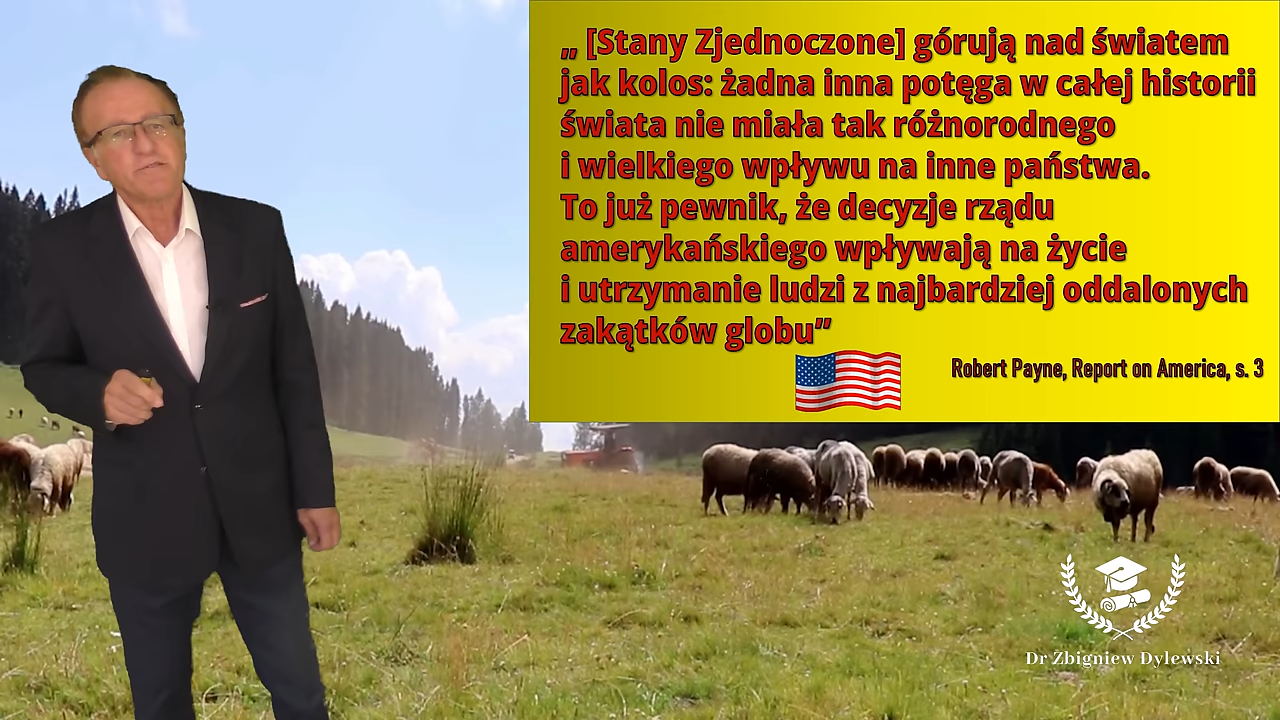 „ [Stany Zjednoczone] górują nad światem
jak kolos: żadna inna potęga w całej historii
świata nie miała tak różnorodnego
i wielkiego wpływu na inne państwa.
To już pewnik, że decyzje rządu
amerykańskiego wpływają na życie
i utrzymanie ludzi z najbardziej oddalonych
zakątków globu”
Robert Payne, Report on America, s. 3
Dr Zbigniew Dylewski